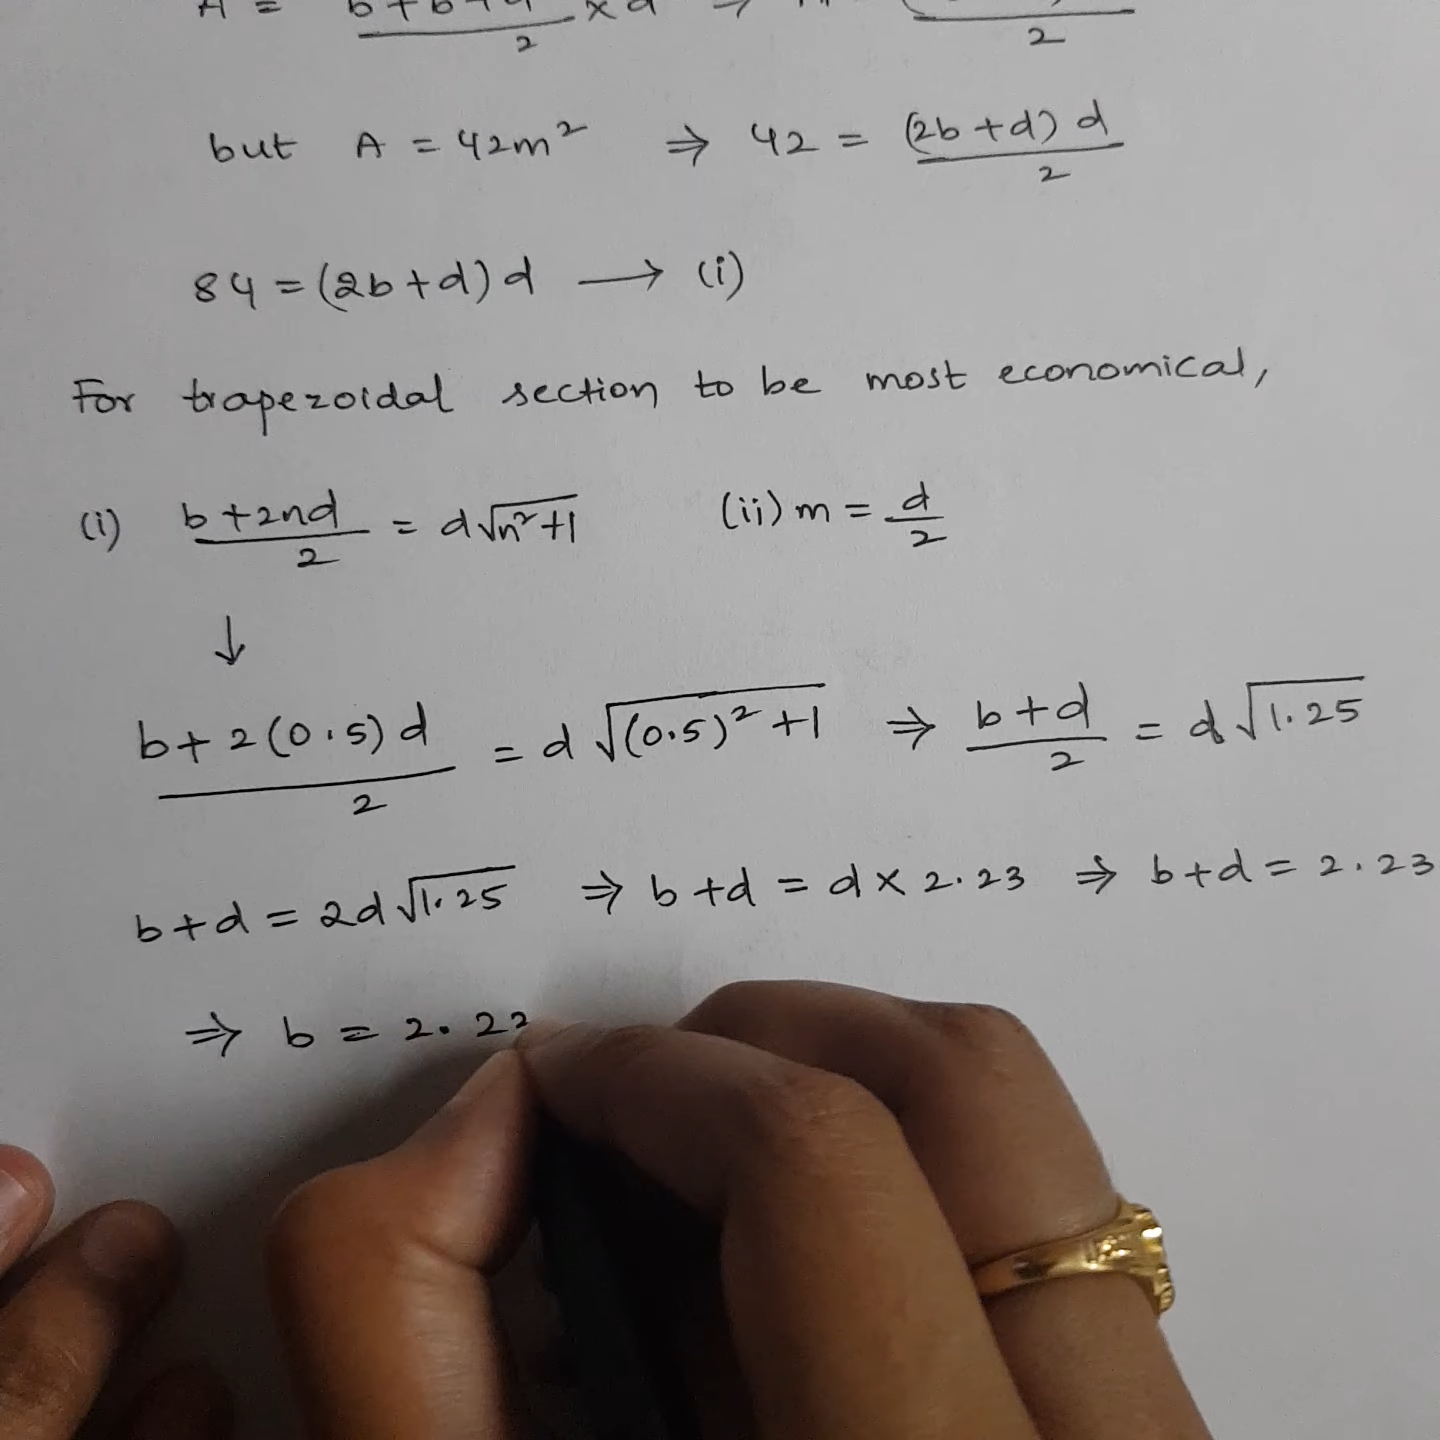 2 2
but A = 42m² ⇒ 42 = (2b+d) d / 2
84 = (2b+d) d ⟶ (i)
For trapezoidal section to be most economical,
(i) b+2nd / 2 = d√n²+1 (ii) m = d / 2
↓
b+2(0.5)d / 2 = d √(0.5)²+1 ⇒ b+d / 2 = d√1.25
b+d = 2d√1.25 ⇒ b+d = d×2.23 ⇒ b+d = 2.23
⇒ b = 2.23